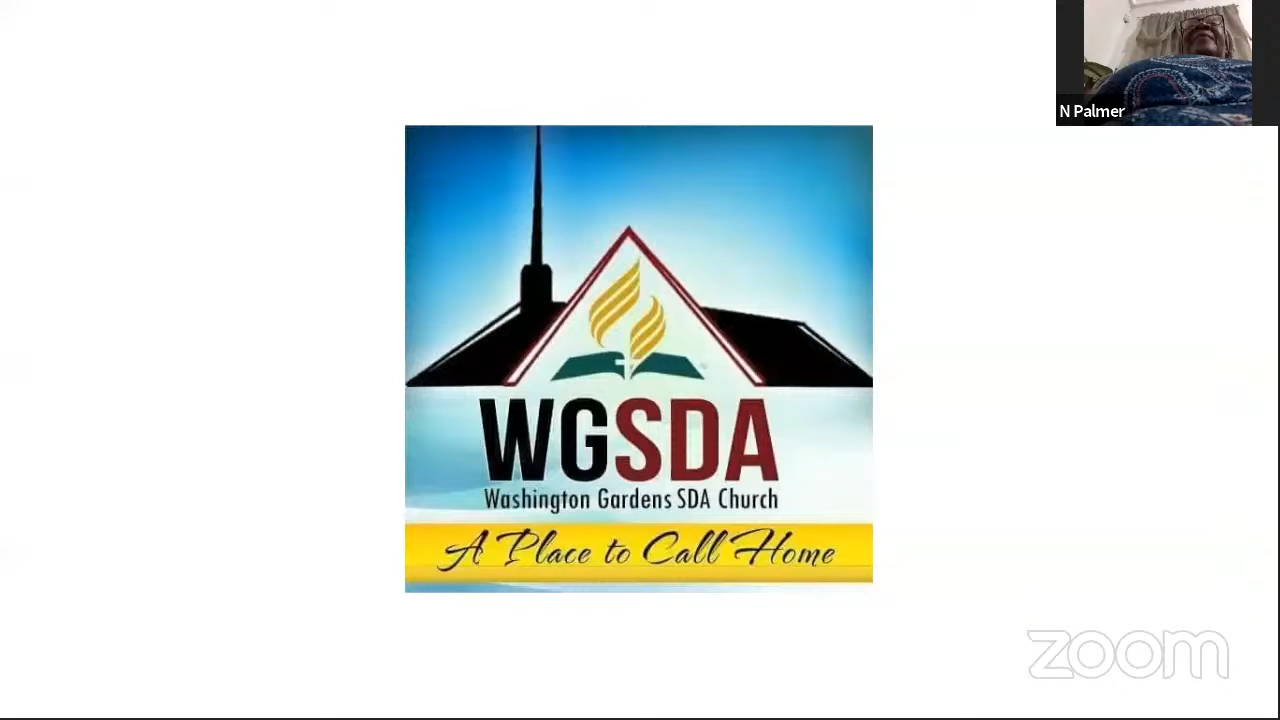 N Palmer
WGSDA
Washington Gardens SDA Church
A Place to Call Home
zoom